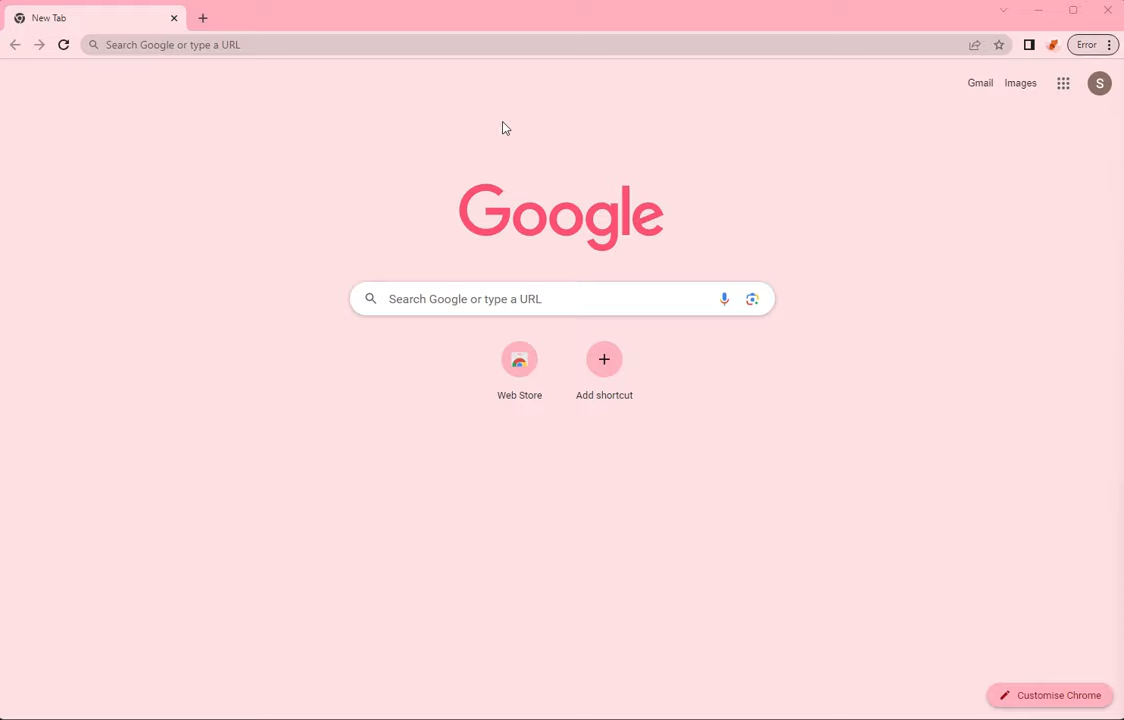 New Tab
Search Google or type a URL
Error
Gmail Images
S
Google
Search Google or type a URL
Web Store
Add shortcut
Customise Chrome